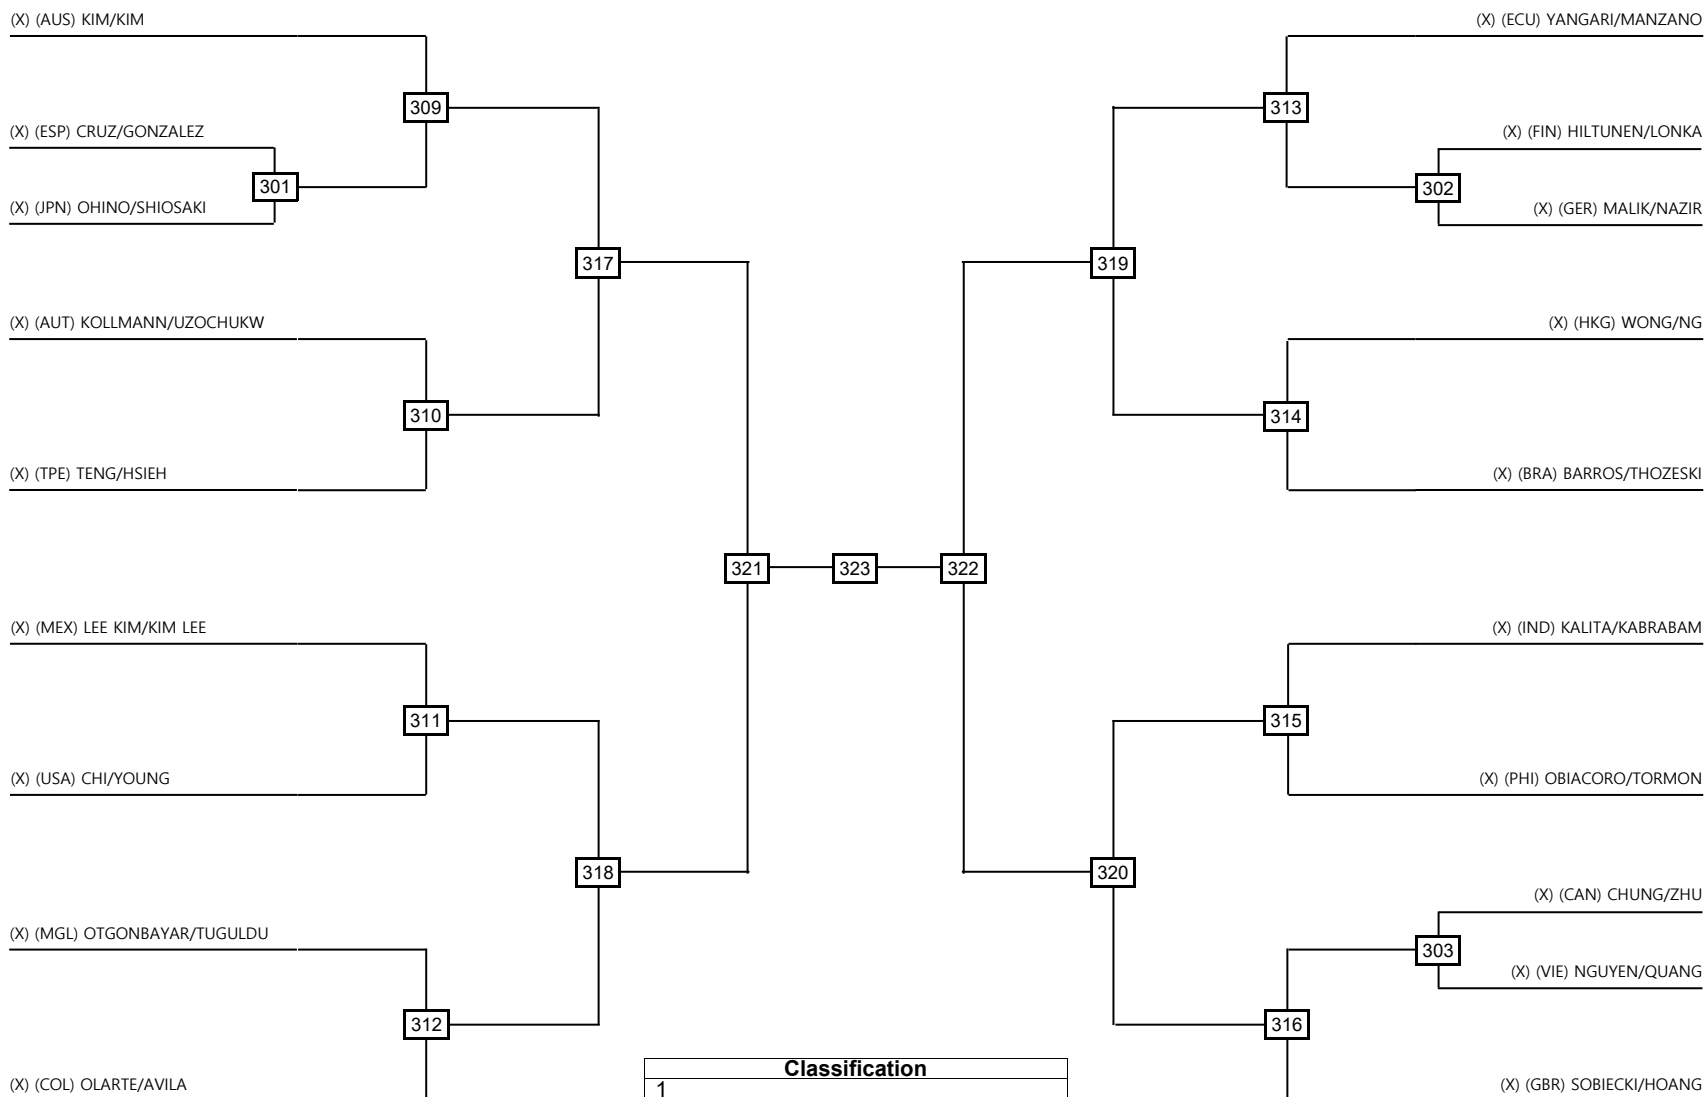 (X) (AUS) KIM/KIM
(X) (ECU) YANGARI/MANZANO
309
313
(X) (ESP) CRUZ/GONZALEZ
(X) (FIN) HILTUNEN/LONKA
301
302
(X) (JPN) OHINO/SHIOSAKI
(X) (GER) MALIK/NAZIR
317
319
(X) (AUT) KOLLMANN/UZOCHUKW
(X) (HKG) WONG/NG
310
314
(X) (TPE) TENG/HSIEH
(X) (BRA) BARROS/THOZESKI
321
323
322
(X) (MEX) LEE KIM/KIM LEE
(X) (IND) KALITA/KABRABAM
311
315
(X) (USA) CHI/YOUNG
(X) (PHI) OBIACORO/TORMON
318
320
(X) (CAN) CHUNG/ZHU
(X) (MGL) OTGONBAYAR/TUGULDU
303
(X) (VIE) NGUYEN/QUANG
312
316
Classification
(X) (COL) OLARTE/AVILA
1
(X) (GBR) SOBIECKI/HOANG